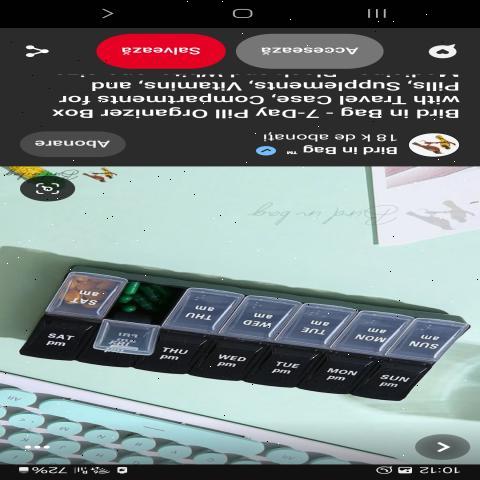 10:12 72%
SUN pm MON pm TUE pm WED pm THU pm SAT pm
SUN am MON am TUE am WED am THU am SAT am
Bird in bag
Bird in Bag ™
18 k de abonați
Abonare
Bird in Bag - 7-Day Pill Organizer Box
with Travel Case, Compartments for
Pills, Supplements, Vitamins, and
Accesează
Salvează